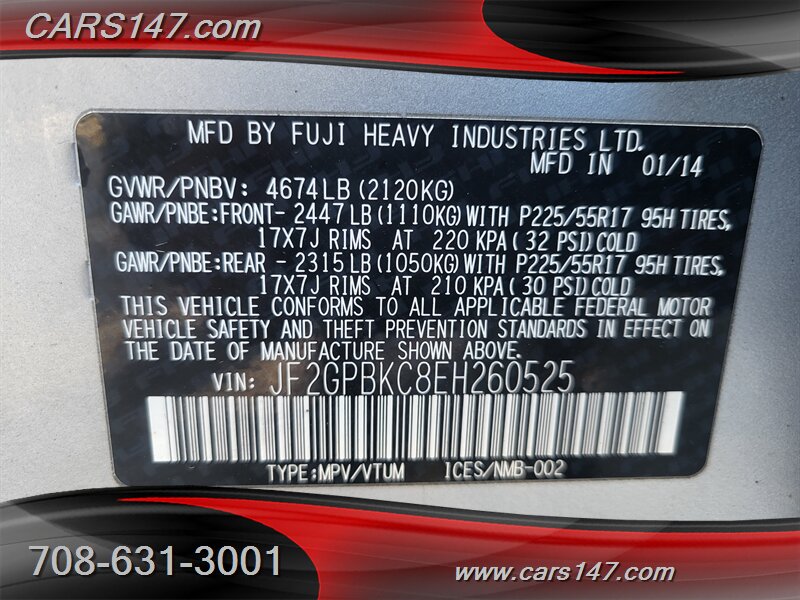 CARS147.com
MFD BY FUJI HEAVY INDUSTRIES LTD.
MFD IN 01/14
GVWR/PNBV: 4674LB (2120KG)
GAWR/PNBE:FRONT- 2447LB (1110KG) WITH P225/55R17 95H TIRES,
17X7J RIMS AT 220 KPA ( 32 PSI) COLD
GAWR/PNBE:REAR - 2315LB (1050KG) WITH P225/55R17 95H TIRES,
17X7J RIMS AT 210 KPA ( 30 PSI) COLD
THIS VEHICLE CONFORMS TO ALL APPLICABLE FEDERAL MOTOR
VEHICLE SAFETY AND THEFT PREVENTION STANDARDS IN EFFECT ON
THE DATE OF MANUFACTURE SHOWN ABOVE.
VIN: JF2GPBKC8EH260525
TYPE:MPV/VTUM ICES/NMB-002
708-631-3001
www.cars147.com